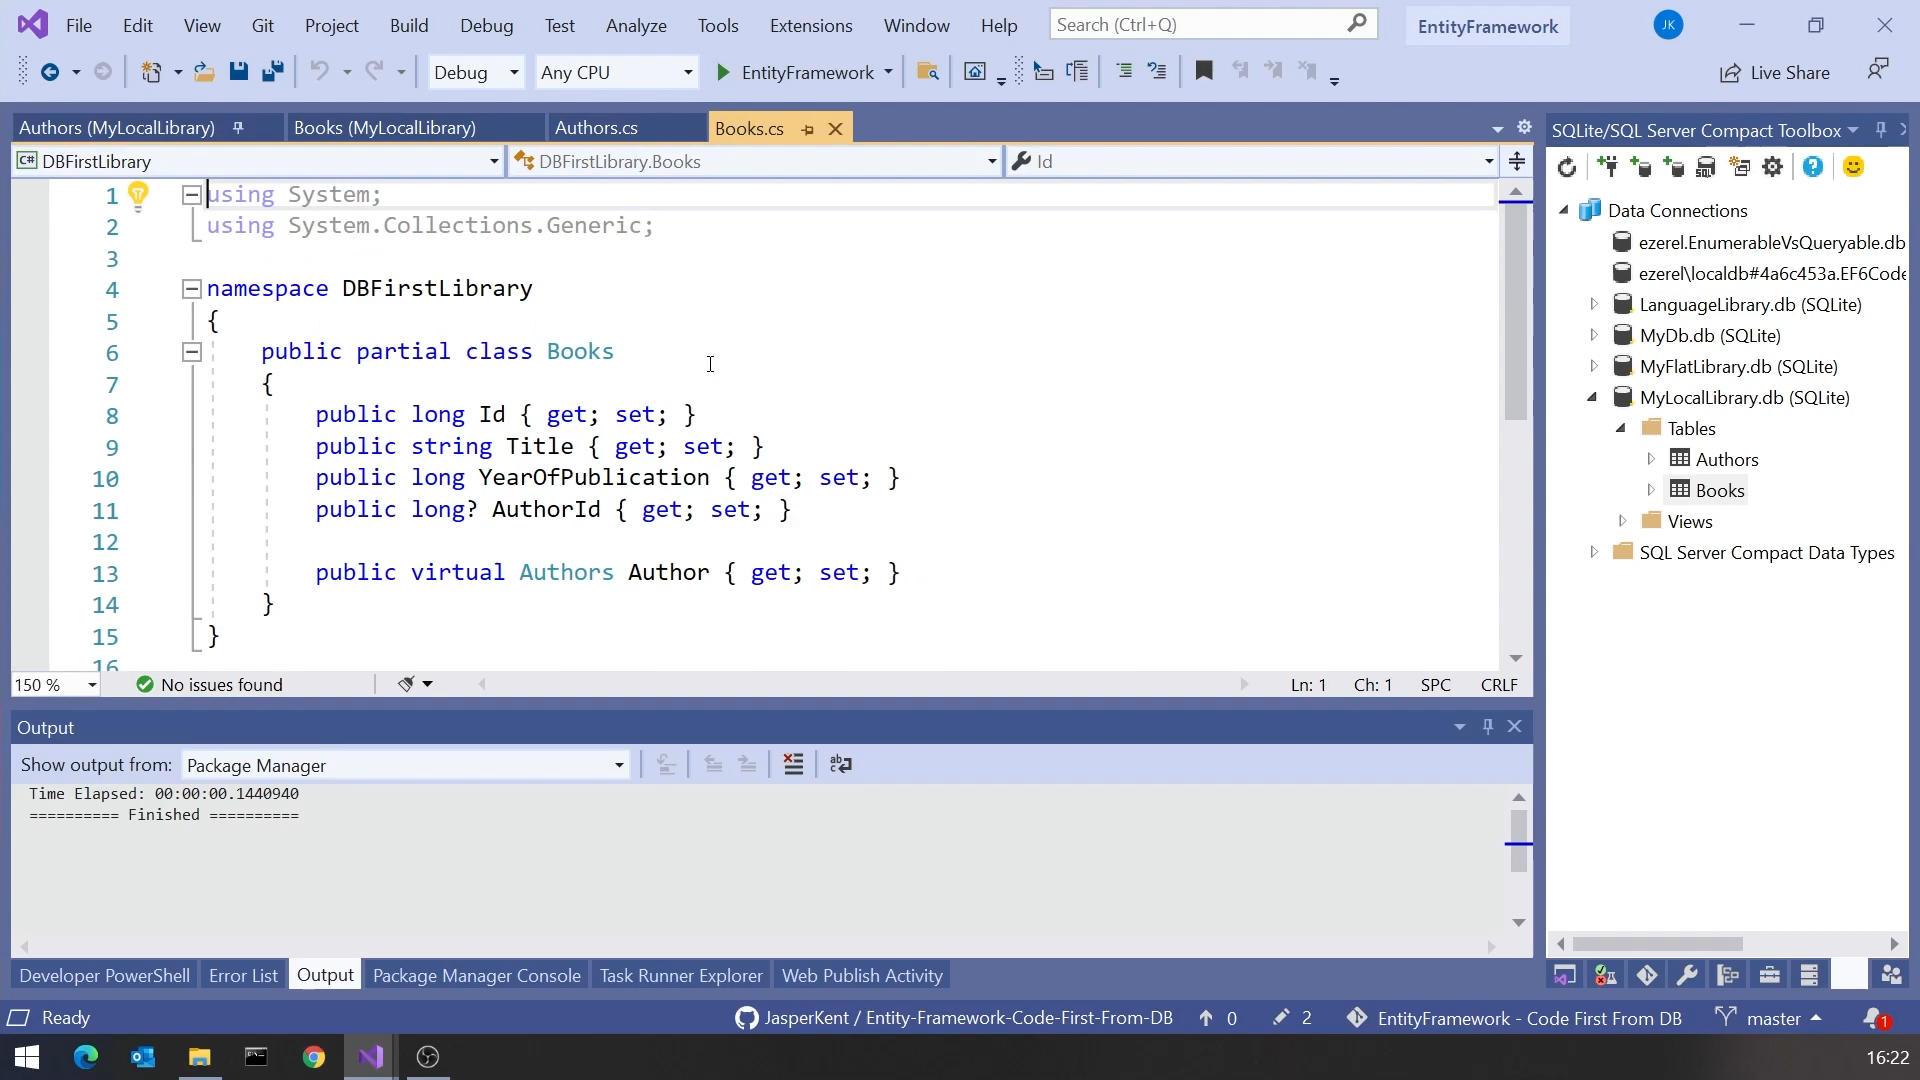 File Edit View Git Project Build Debug Test Analyze Tools Extensions Window Help Search (Ctrl+Q) EntityFramework JK
Debug Any CPU EntityFramework Live Share
Authors (MyLocalLibrary) Books (MyLocalLibrary) Authors.cs Books.cs
C# DBFirstLibrary DBFirstLibrary.Books Id
1 using System;
2 using System.Collections.Generic;
3
4 namespace DBFirstLibrary
5 {
6 public partial class Books
7 {
8 public long Id { get; set; }
9 public string Title { get; set; }
10 public long YearOfPublication { get; set; }
11 public long? AuthorId { get; set; }
12
13 public virtual Authors Author { get; set; }
14 }
15 }
16
150 % No issues found Ln: 1 Ch: 1 SPC CRLF
Output
Show output from: Package Manager
Time Elapsed: 00:00:00.1440940
========== Finished ==========
Developer PowerShell Error List Output Package Manager Console Task Runner Explorer Web Publish Activity
SQLite/SQL Server Compact Toolbox
Data Connections
ezerel.EnumerableVsQueryable.db
ezerel\localdb#4a6c453a.EF6Code
LanguageLibrary.db (SQLite)
MyDb.db (SQLite)
MyFlatLibrary.db (SQLite)
MyLocalLibrary.db (SQLite)
Tables
Authors
Books
Views
SQL Server Compact Data Types
Ready JasperKent / Entity-Framework-Code-First-From-DB 0 2 EntityFramework - Code First From DB master 1
16:22